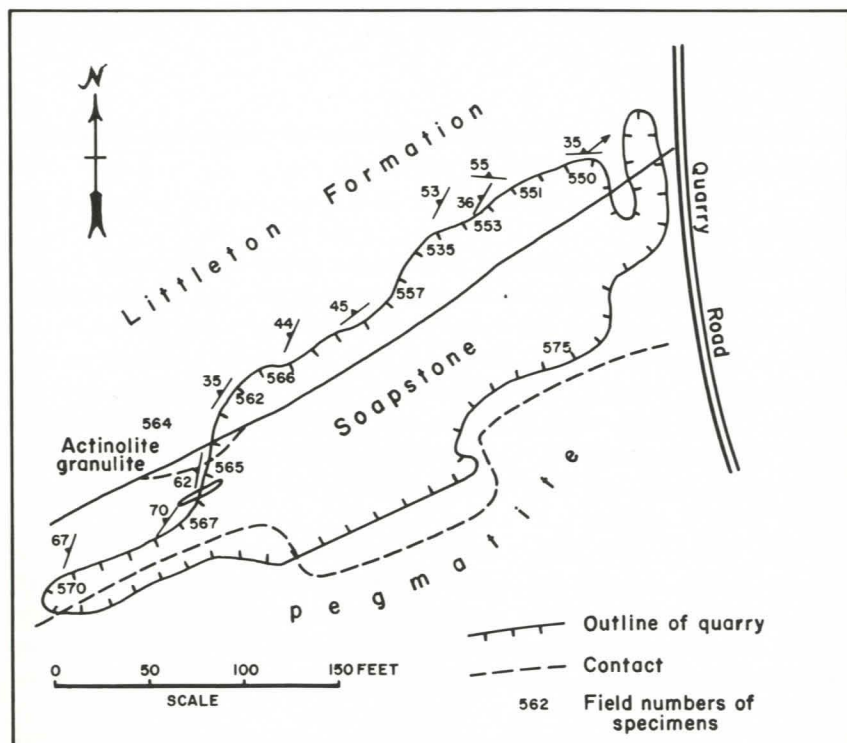 N
Littleton Formation
35
55
53
36
550
551
553
535
557
45
44
566
35
562
564
Actinolite
granulite
565
62
70
567
67
570
Soapstone
575
pegmatite
Quarry
Road
0 50 100 150 FEET
SCALE
Outline of quarry
Contact
562 Field numbers of
specimens